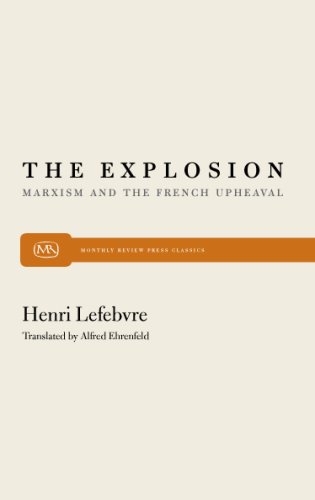 THE EXPLOSION
MARXISM AND THE FRENCH UPHEAVAL
MR
MONTHLY REVIEW PRESS CLASSICS
Henri Lefebvre
Translated by Alfred Ehrenfeld